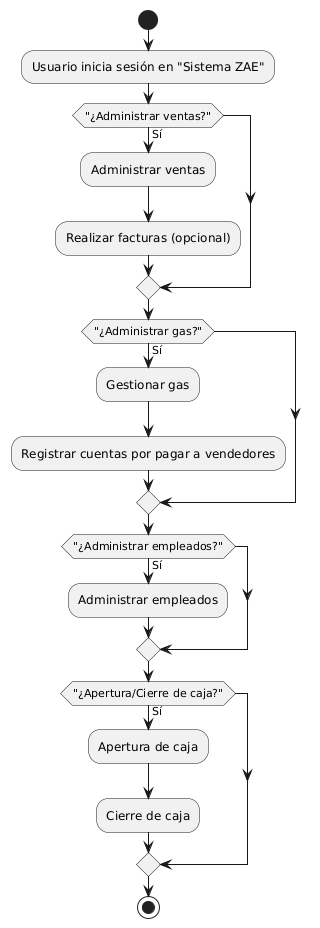 Usuario inicia sesión en "Sistema ZAE"
"¿Administrar ventas?"
Sí
Administrar ventas
Realizar facturas (opcional)
"¿Administrar gas?"
Sí
Gestionar gas
Registrar cuentas por pagar a vendedores
"¿Administrar empleados?"
Sí
Administrar empleados
"¿Apertura/Cierre de caja?"
Sí
Apertura de caja
Cierre de caja